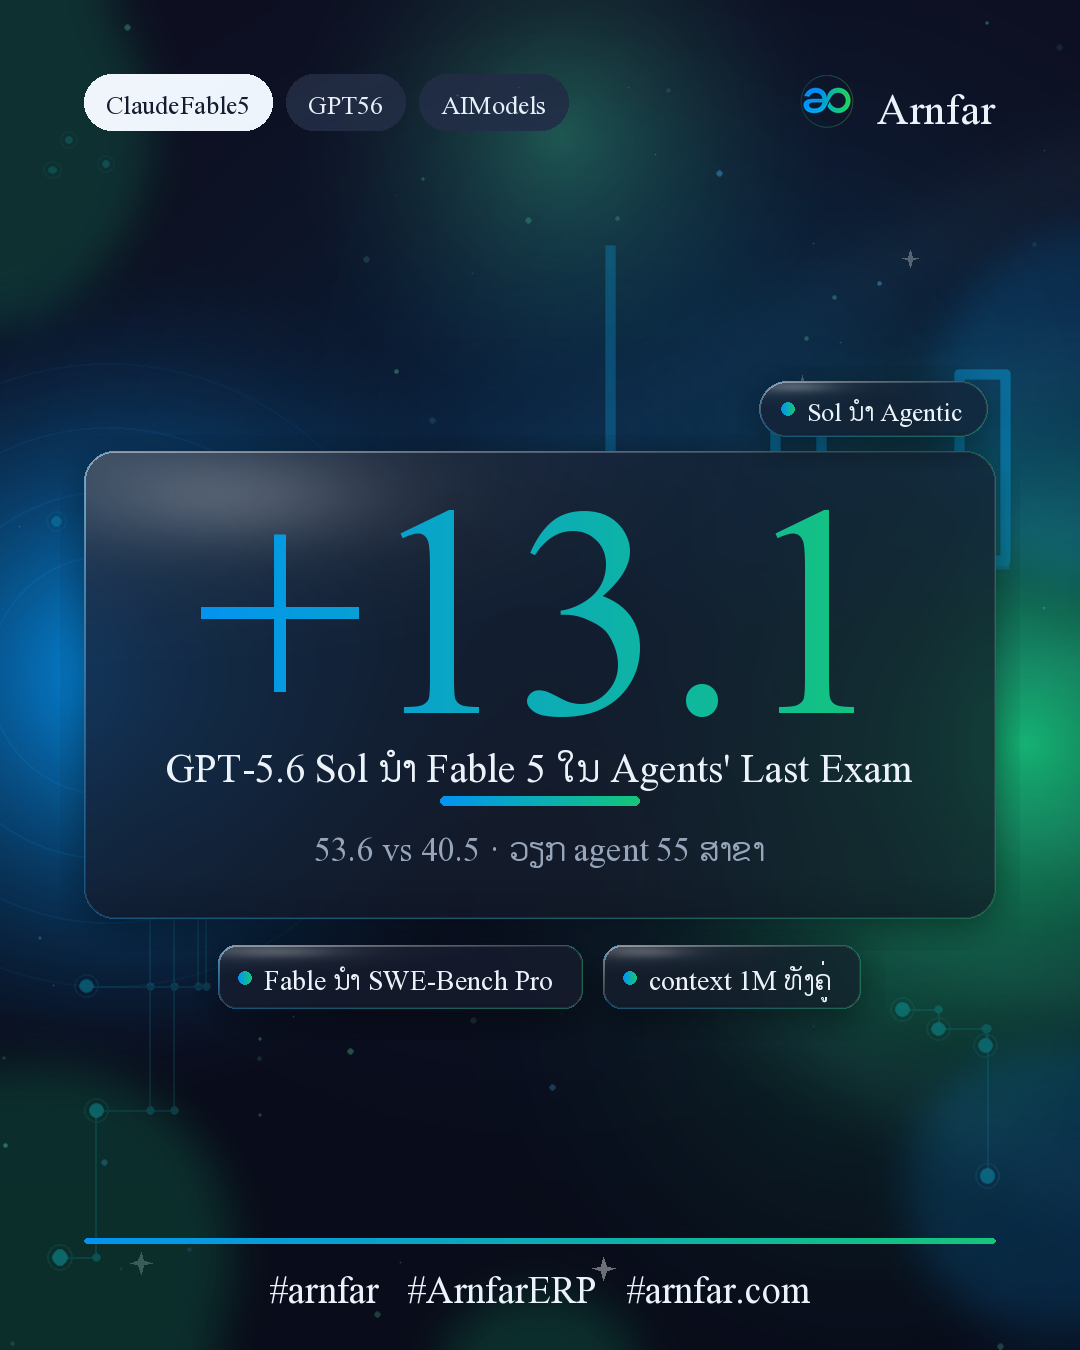 ClaudeFable5 GPT56 AIModels
Arnfar
Sol ນຳ Agentic
+13.1
GPT-5.6 Sol ນຳ Fable 5 ໃນ Agents' Last Exam
53.6 vs 40.5 · ວຽກ agent 55 ສາຂາ
Fable ນຳ SWE-Bench Pro
context 1M ທັງຄູ່
#arnfar #ArnfarERP #arnfar.com